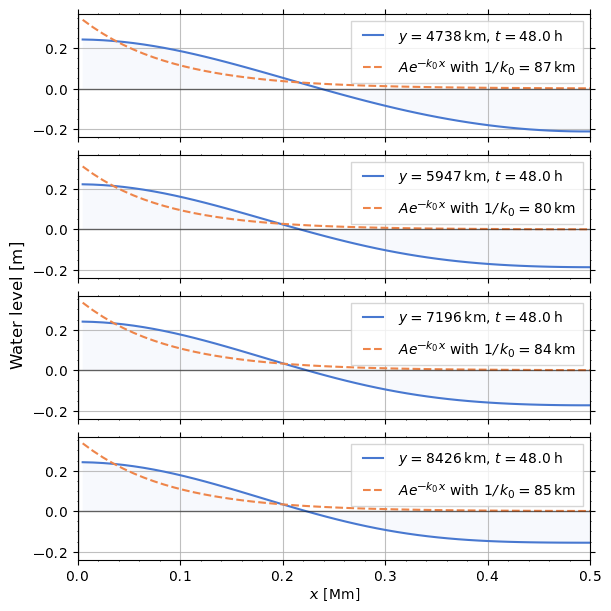 0.2
0.0
−0.2
y = 4738 km, t = 48.0 h
Ae^{−k₀x} with 1/k₀ = 87 km
0.2
0.0
−0.2
y = 5947 km, t = 48.0 h
Ae^{−k₀x} with 1/k₀ = 80 km
0.2
0.0
−0.2
y = 7196 km, t = 48.0 h
Ae^{−k₀x} with 1/k₀ = 84 km
0.2
0.0
−0.2
y = 8426 km, t = 48.0 h
Ae^{−k₀x} with 1/k₀ = 85 km
Water level [m]
0.0 0.1 0.2 0.3 0.4 0.5
x [Mm]